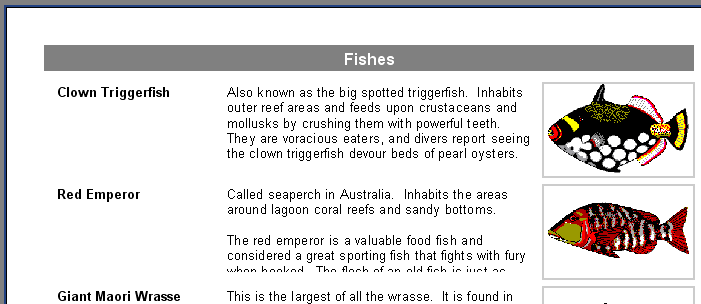 Fishes
Clown Triggerfish
Also known as the big spotted triggerfish.  Inhabits
outer reef areas and feeds upon crustaceans and
mollusks by crushing them with powerful teeth.
They are voracious eaters, and divers report seeing
the clown triggerfish devour beds of pearl oysters.
Red Emperor
Called seaperch in Australia.  Inhabits the areas
around lagoon coral reefs and sandy bottoms.
The red emperor is a valuable food fish and
considered a great sporting fish that fights with fury
when hooked.  The flesh of an old fish is just as
Giant Maori Wrasse
This is the largest of all the wrasse.  It is found in